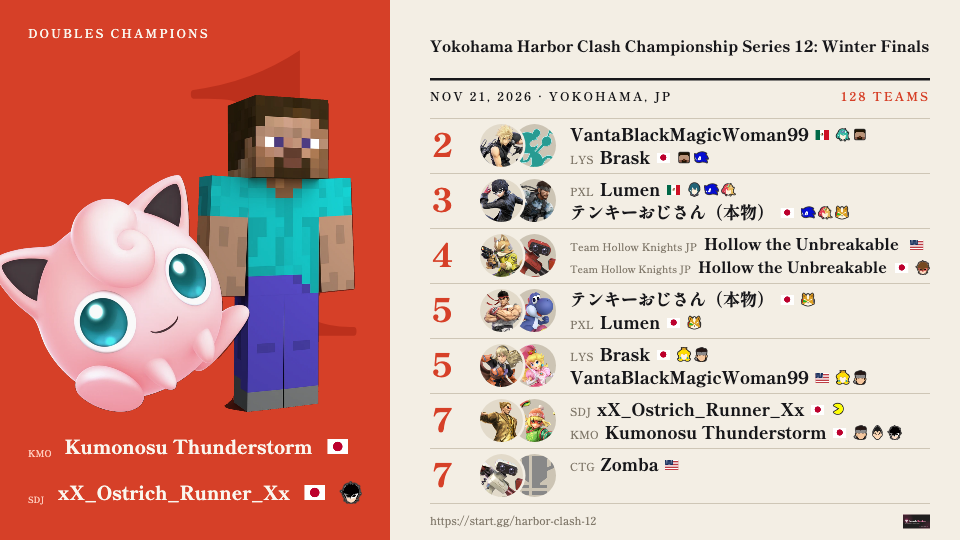 DOUBLES CHAMPIONS
1
KMO Kumonosu Thunderstorm
SDJ xX_Ostrich_Runner_Xx
Yokohama Harbor Clash Championship Series 12: Winter Finals
NOV 21, 2026 · YOKOHAMA, JP
128 TEAMS
2
VantaBlackMagicWoman99
LYS Brask
3
PXL Lumen
テンキーおじさん（本物）
4
Team Hollow Knights JP Hollow the Unbreakable
Team Hollow Knights JP Hollow the Unbreakable
5
テンキーおじさん（本物）
PXL Lumen
5
LYS Brask
VantaBlackMagicWoman99
7
SDJ xX_Ostrich_Runner_Xx
KMO Kumonosu Thunderstorm
7
CTG Zomba
https://start.gg/harbor-clash-12